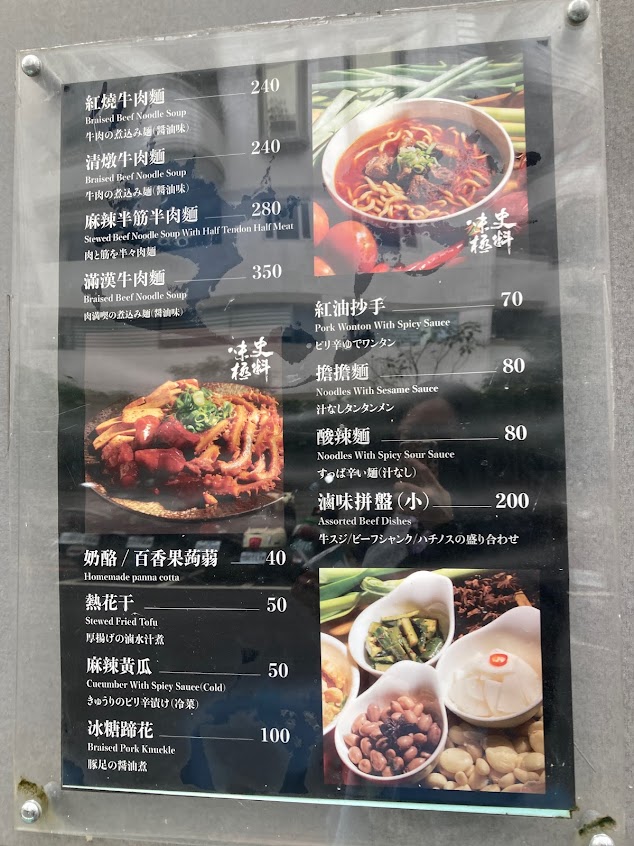 紅燒牛肉麵 240
Braised Beef Noodle Soup
牛肉の煮込み麺(醤油味)
清燉牛肉麵 240
Braised Beef Noodle Soup
牛肉の煮込み麺(醤油味)
麻辣半筋半肉麵 280
Stewed Beef Noodle Soup With Half Tendon Half Meat
肉と筋を半々肉麵
滿漢牛肉麵 350
Braised Beef Noodle Soup
肉満喫の煮込み麺(醤油味)
史料
味極
奶酪 / 百香果蒟蒻 40
Homemade panna cotta
熱花干 50
Stewed Fried Tofu
厚揚げの滷水汁煮
麻辣黃瓜 50
Cucumber With Spicy Sauce(Cold)
きゅうりのピリ辛漬け(冷菜)
冰糖蹄花 100
Braised Pork Knuckle
豚足の醤油煮
史料
味極
紅油抄手 70
Pork Wonton With Spicy Sauce
ピリ辛ゆでワンタン
擔擔麵 80
Noodles With Sesame Sauce
汁なしタンタンメン
酸辣麵 80
Noodles With Spicy Sour Sauce
すっぱ辛い麺(汁なし)
滷味拼盤(小) 200
Assorted Beef Dishes
牛スジ/ビーフシャンク/ハチノスの盛り合わせ